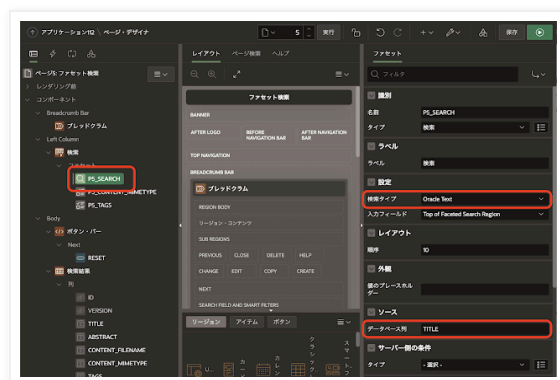 アプリケーション112 \ ページ・デザイナ
5
実行
保存
ページ5: ファセット検索
レンダリング前
コンポーネント
Breadcrumb Bar
ブレッドクラム
Left Column
検索
ファセット
P5_SEARCH
P5_CONTENT_MIMETYPE
P5_TAGS
Body
ボタン・バー
Next
RESET
検索結果
列
ID
VERSION
TITLE
ABSTRACT
CONTENT_FILENAME
CONTENT_MIMETYPE
TAGS
レイアウト ページ検索 ヘルプ
ファセット検索
BANNER
AFTER LOGO
BEFORE NAVIGATION BAR
AFTER NAVIGATION BAR
TOP NAVIGATION
BREADCRUMB BAR
ブレッドクラム
REGION BODY
リージョン・コンテンツ
SUB REGIONS
PREVIOUS CLOSE DELETE HELP
CHANGE EDIT COPY CREATE
NEXT
SEARCH FIELD AND SMART FILTERS
リージョン アイテム ボタン
ファセット
フィルタ
識別
名前 P5_SEARCH
タイプ 検索
ラベル
ラベル 検索
設定
検索タイプ Oracle Text
入力フィールド Top of Faceted Search Region
レイアウト
順序 10
外観
値のプレースホルダー
ソース
データベース列 TITLE
サーバー側の条件
タイプ - 選択 -